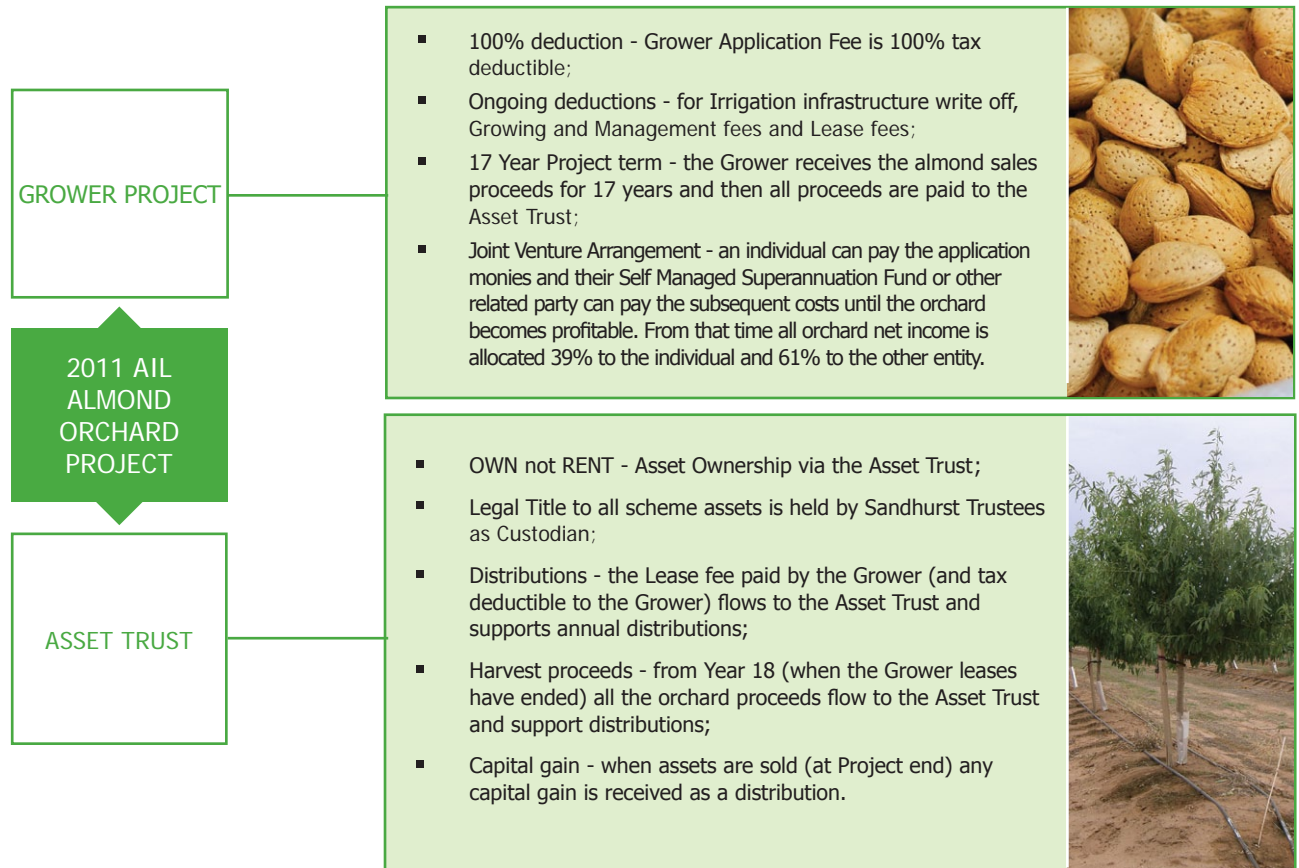 GROWER PROJECT
▪ 100% deduction - Grower Application Fee is 100% tax
deductible;
▪ Ongoing deductions - for Irrigation infrastructure write off,
Growing and Management fees and Lease fees;
▪ 17 Year Project term - the Grower receives the almond sales
proceeds for 17 years and then all proceeds are paid to the
Asset Trust;
▪ Joint Venture Arrangement - an individual can pay the application
monies and their Self Managed Superannuation Fund or other
related party can pay the subsequent costs until the orchard
becomes profitable. From that time all orchard net income is
allocated 39% to the individual and 61% to the other entity.
2011 AIL
ALMOND
ORCHARD
PROJECT
ASSET TRUST
▪ OWN not RENT - Asset Ownership via the Asset Trust;
▪ Legal Title to all scheme assets is held by Sandhurst Trustees
as Custodian;
▪ Distributions - the Lease fee paid by the Grower (and tax
deductible to the Grower) flows to the Asset Trust and
supports annual distributions;
▪ Harvest proceeds - from Year 18 (when the Grower leases
have ended) all the orchard proceeds flow to the Asset Trust
and support distributions;
▪ Capital gain - when assets are sold (at Project end) any
capital gain is received as a distribution.